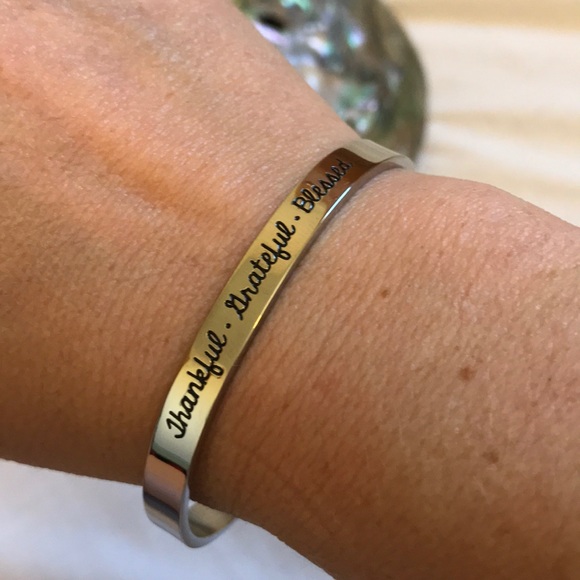 Thankful · Grateful · Blessed